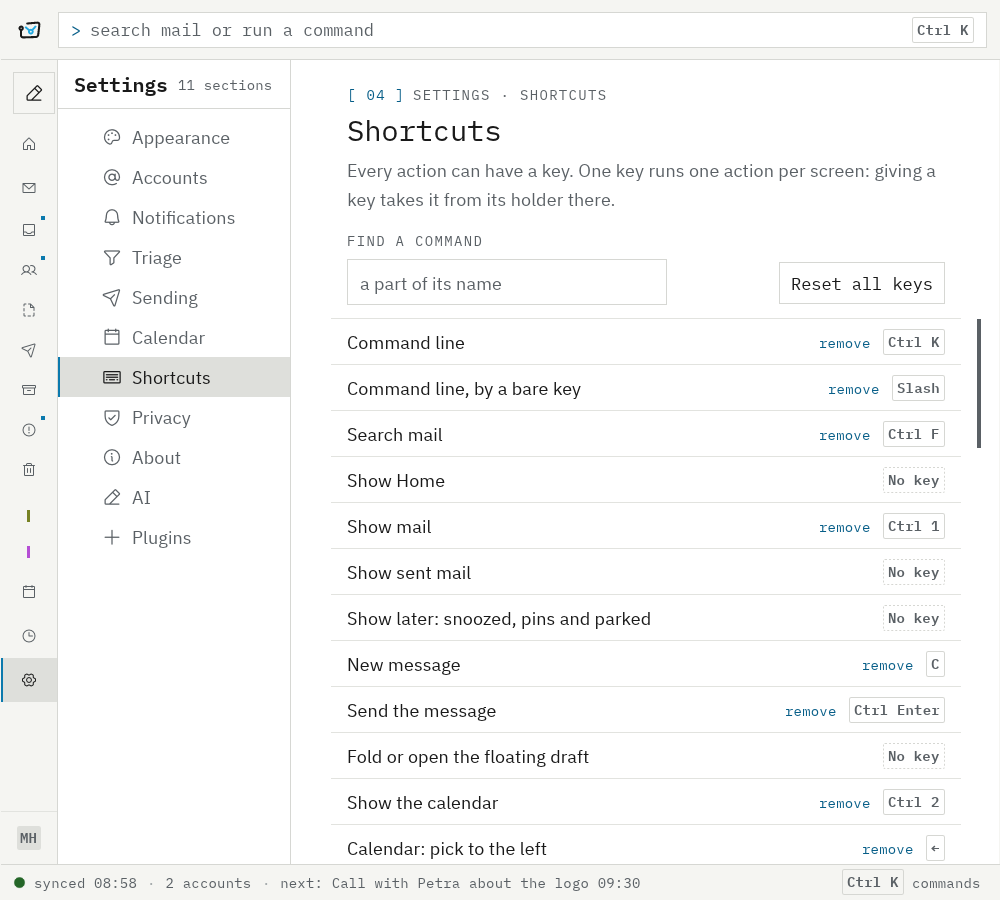 > search mail or run a command Ctrl K
Settings 11 sections
Appearance
Accounts
Notifications
Triage
Sending
Calendar
Shortcuts
Privacy
About
AI
Plugins
MH
[ 04 ] SETTINGS · SHORTCUTS
Shortcuts
Every action can have a key. One key runs one action per screen: giving a
key takes it from its holder there.
FIND A COMMAND
a part of its name
Reset all keys
Command line remove Ctrl K
Command line, by a bare key remove Slash
Search mail remove Ctrl F
Show Home No key
Show mail remove Ctrl 1
Show sent mail No key
Show later: snoozed, pins and parked No key
New message remove C
Send the message remove Ctrl Enter
Fold or open the floating draft No key
Show the calendar remove Ctrl 2
Calendar: pick to the left remove ←
synced 08:58 · 2 accounts · next: Call with Petra about the logo 09:30 Ctrl K commands